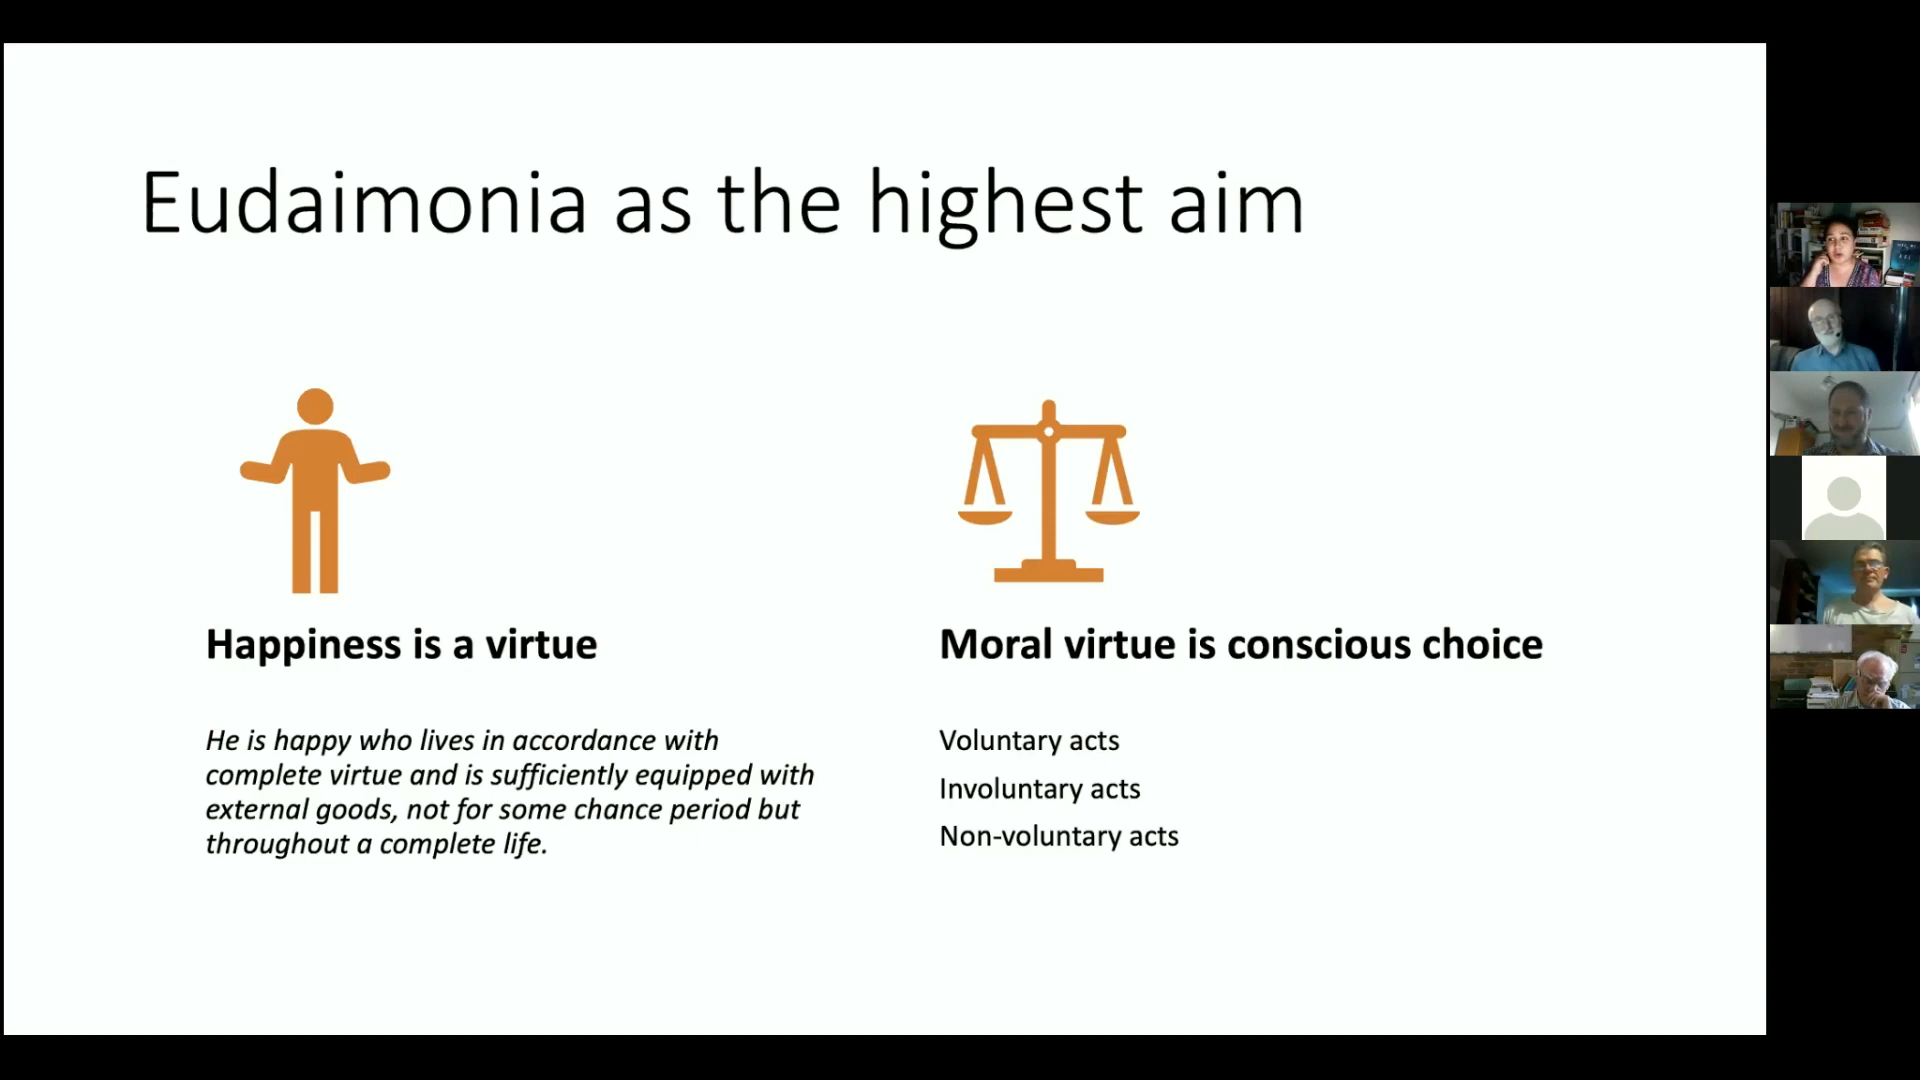 Eudaimonia as the highest aim
Happiness is a virtue
He is happy who lives in accordance with
complete virtue and is sufficiently equipped with
external goods, not for some chance period but
throughout a complete life.
Moral virtue is conscious choice
Voluntary acts
Involuntary acts
Non-voluntary acts